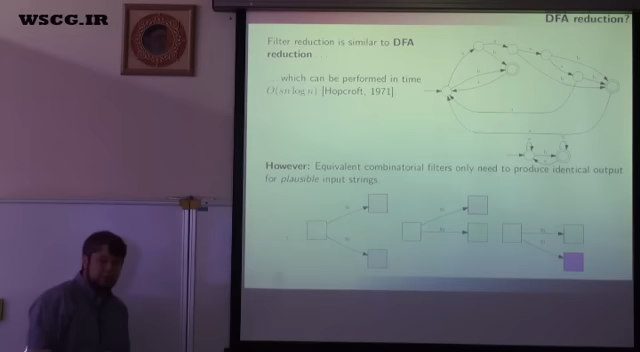 WSCG.IR
DFA reduction?
Filter reduction is similar to DFA
reduction
...which can be performed in time
O(sn log n) [Hopcroft, 1971]
However: Equivalent combinatorial filters only need to produce identical output
for plausible input strings.